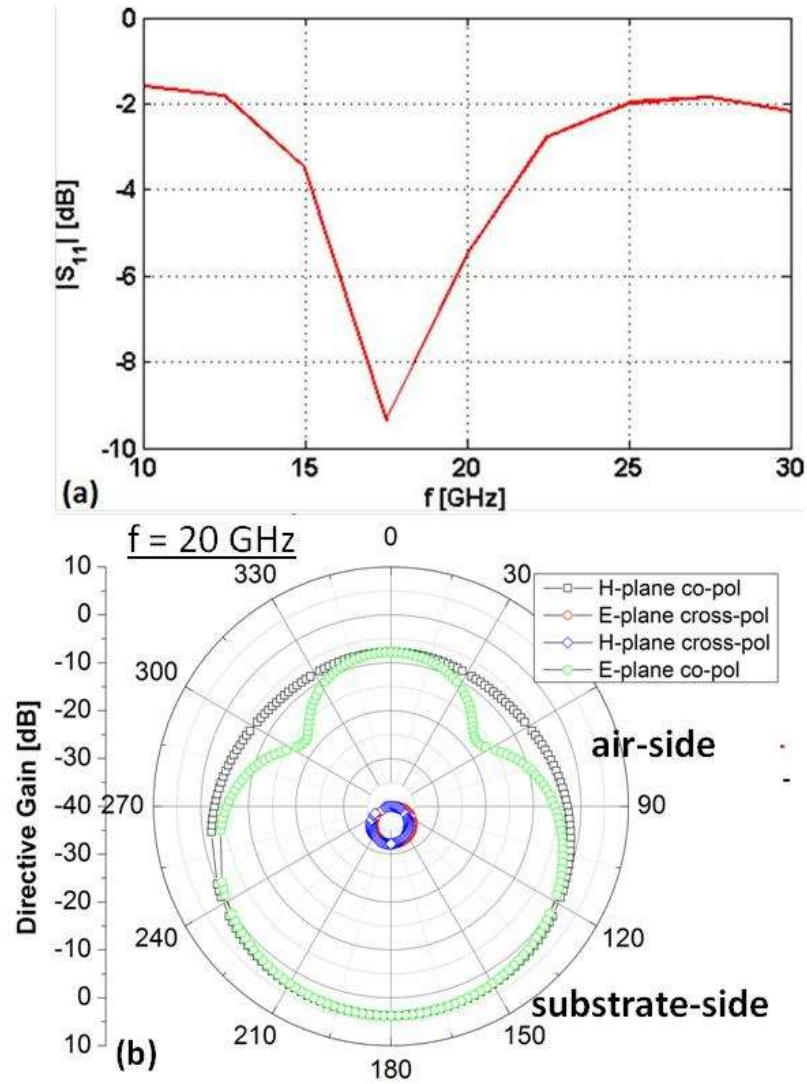 0
-2
-4
-6
-8
-10
|S11| [dB]
10 15 20 25 30
f [GHz]
(a)
f = 20 GHz
0
30
90
120
150
180
210
240
270
300
330
10
0
-10
-20
-30
-40
-30
-20
-10
0
10
Directive Gain [dB]
H-plane co-pol
E-plane cross-pol
H-plane cross-pol
E-plane co-pol
air-side
substrate-side
(b)